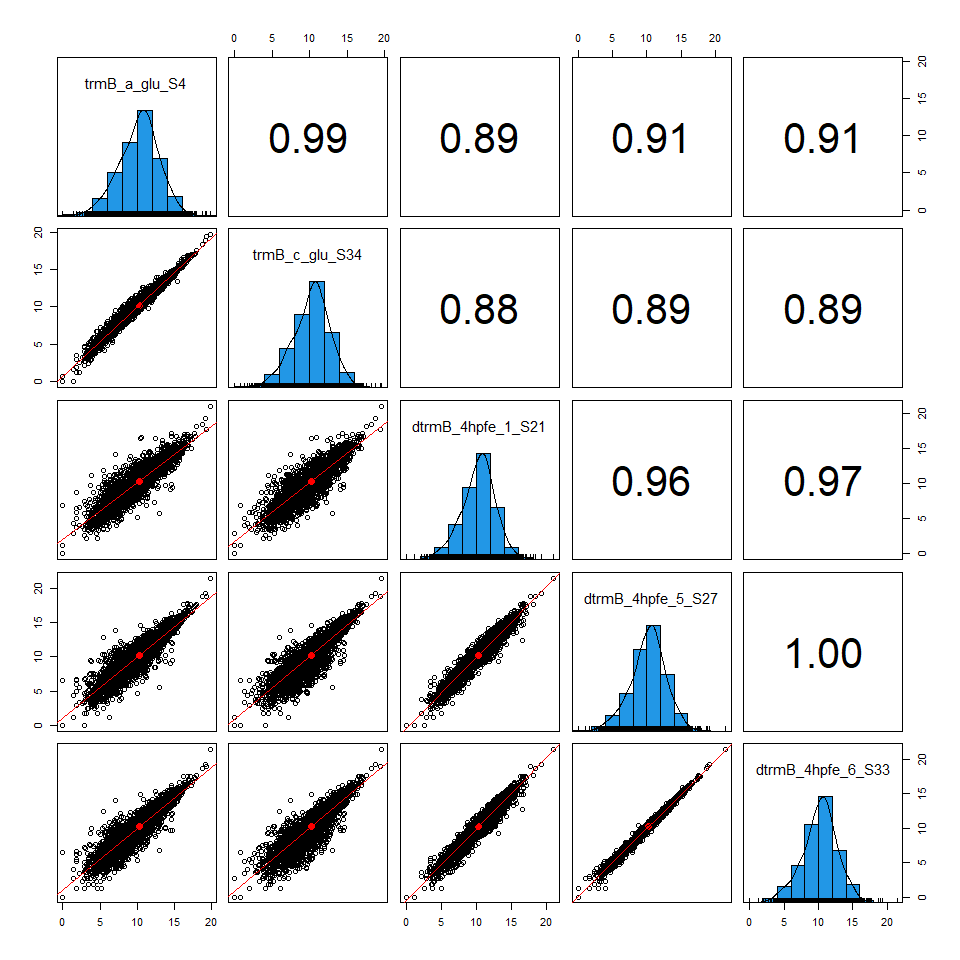 0 5 10 15 20 0 5 10 15 20
trmB_a_glu_S4 0.99 0.89 0.91 0.91 0 5 10 15 20
0 5 10 15 20 trmB_c_glu_S34 0.88 0.89 0.89
dtrmB_4hpfe_1_S21 0.96 0.97 0 5 10 15 20
0 5 10 15 20 dtrmB_4hpfe_5_S27 1.00
dtrmB_4hpfe_6_S33 0 5 10 15 20
0 5 10 15 20 0 5 10 15 20 0 5 10 15 20